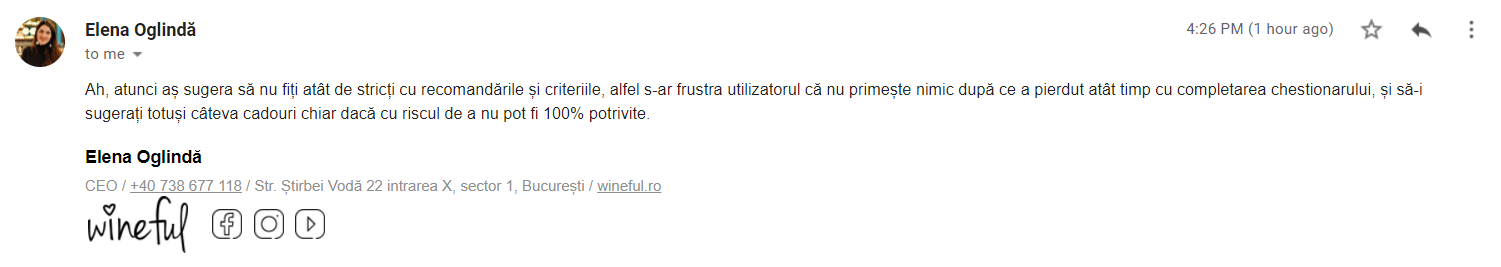 Elena Oglindă
4:26 PM (1 hour ago)
to me
Ah, atunci aș sugera să nu fiți atât de stricți cu recomandările și criteriile, alfel s-ar frustra utilizatorul că nu primește nimic după ce a pierdut atât timp cu completarea chestionarului, și să-i
sugerați totuși câteva cadouri chiar dacă cu riscul de a nu pot fi 100% potrivite.
Elena Oglindă
CEO / +40 738 677 118 / Str. Știrbei Vodă 22 intrarea X, sector 1, București / wineful.ro
wineful